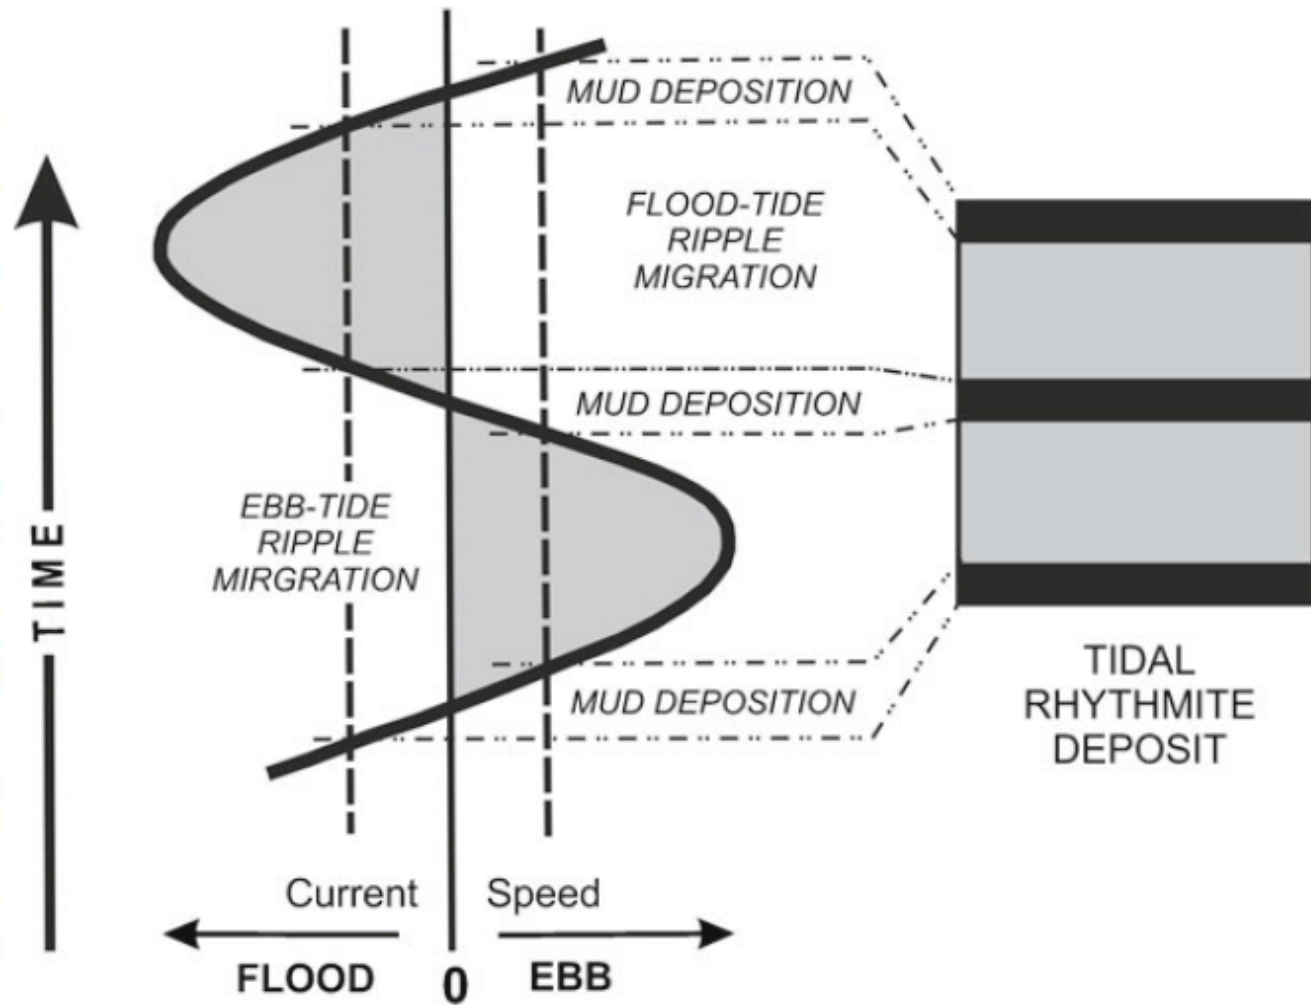 MUD DEPOSITION
FLOOD-TIDE
RIPPLE
MIGRATION
MUD DEPOSITION
EBB-TIDE
RIPPLE
MIRGRATION
MUD DEPOSITION
TIME
TIDAL
RHYTHMITE
DEPOSIT
Current Speed
FLOOD 0 EBB